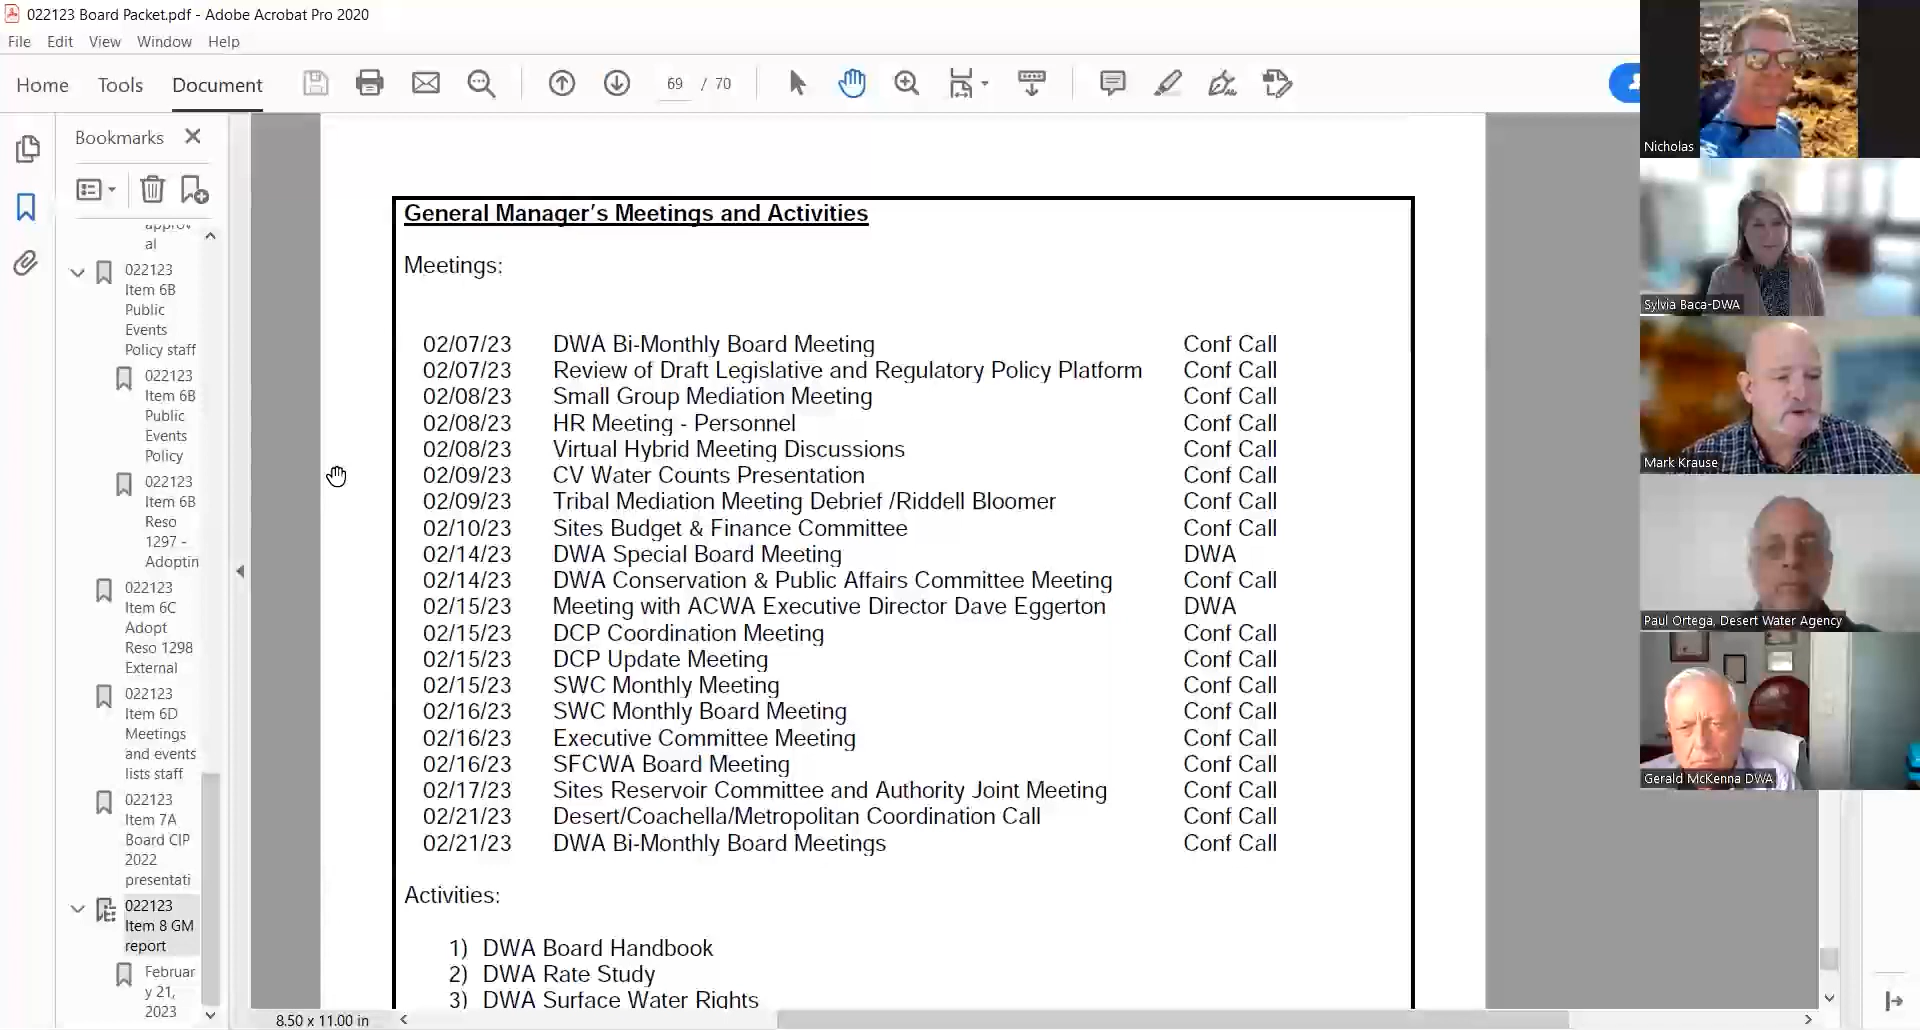 022123 Board Packet.pdf - Adobe Acrobat Pro 2020
File Edit View Window Help
Home Tools Document 69 / 70
Bookmarks
approv
al
022123
Item 6B
Public
Events
Policy staff
022123
Item 6B
Public
Events
Policy
022123
Item 6B
Reso
1297 -
Adoptin
022123
Item 6C
Adopt
Reso 1298
External
022123
Item 6D
Meetings
and events
lists staff
022123
Item 7A
Board CIP
2022
presentati
022123
Item 8 GM
report
Februar
y 21,
2023
General Manager's Meetings and Activities
Meetings:
02/07/23 DWA Bi-Monthly Board Meeting Conf Call
02/07/23 Review of Draft Legislative and Regulatory Policy Platform Conf Call
02/08/23 Small Group Mediation Meeting Conf Call
02/08/23 HR Meeting - Personnel Conf Call
02/08/23 Virtual Hybrid Meeting Discussions Conf Call
02/09/23 CV Water Counts Presentation Conf Call
02/09/23 Tribal Mediation Meeting Debrief /Riddell Bloomer Conf Call
02/10/23 Sites Budget & Finance Committee Conf Call
02/14/23 DWA Special Board Meeting DWA
02/14/23 DWA Conservation & Public Affairs Committee Meeting Conf Call
02/15/23 Meeting with ACWA Executive Director Dave Eggerton DWA
02/15/23 DCP Coordination Meeting Conf Call
02/15/23 DCP Update Meeting Conf Call
02/15/23 SWC Monthly Meeting Conf Call
02/16/23 SWC Monthly Board Meeting Conf Call
02/16/23 Executive Committee Meeting Conf Call
02/16/23 SFCWA Board Meeting Conf Call
02/17/23 Sites Reservoir Committee and Authority Joint Meeting Conf Call
02/21/23 Desert/Coachella/Metropolitan Coordination Call Conf Call
02/21/23 DWA Bi-Monthly Board Meetings Conf Call
Activities:
1) DWA Board Handbook
2) DWA Rate Study
3) DWA Surface Water Rights
8.50 x 11.00 in
Nicholas
Sylvia Baca-DWA
Mark Krause
Paul Ortega, Desert Water Agency
Gerald McKenna DWA